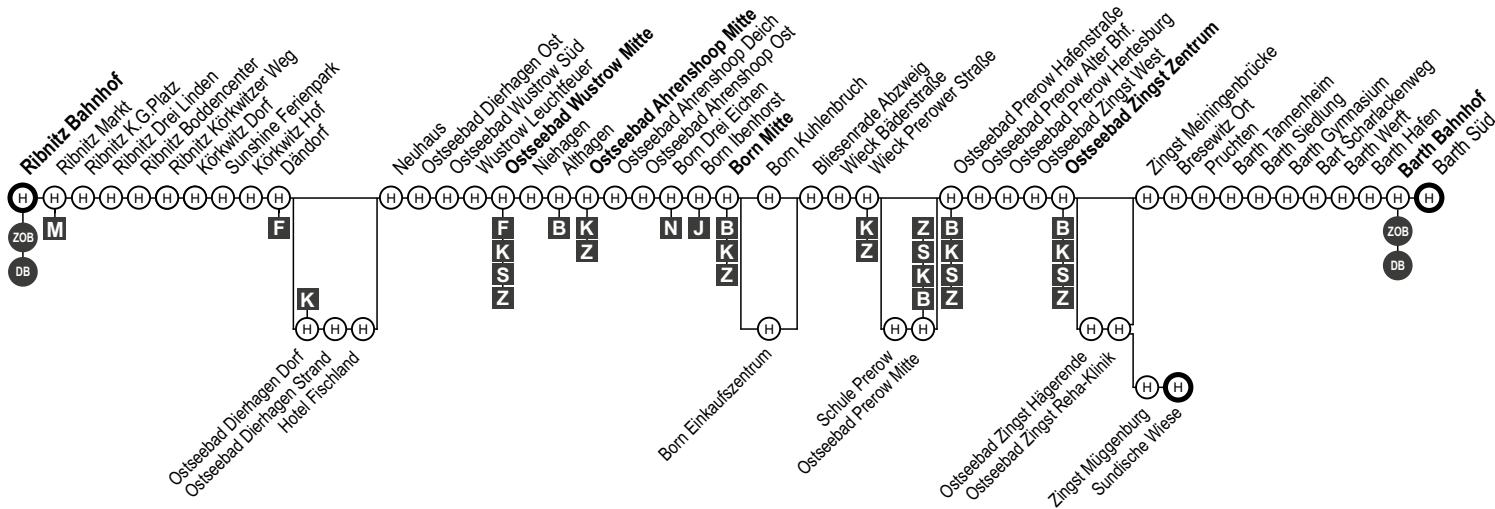 Ribnitz Bahnhof
Ribnitz Markt
Ribnitz K.G.Platz
Ribnitz Drei Linden
Ribnitz Boddencenter
Ribnitz Körkwitzer Weg
Körkwitz Dorf
Sunshine Ferienpark
Körkwitz Hof
Dändorf
Neuhaus
Ostseebad Dierhagen Ost
Ostseebad Wustrow Süd
Wustrow Leuchtfeuer
Ostseebad Wustrow Mitte
Niehagen
Althagen
Ostseebad Ahrenshoop Mitte
Ostseebad Ahrenshoop Deich
Ostseebad Ahrenshoop Ost
Born Drei Eichen
Born Ibenhorst
Born Mitte
Born Kuhlenbruch
Bliesenrade Abzweig
Wieck Bäderstraße
Wieck Prerower Straße
Ostseebad Prerow Hafenstraße
Ostseebad Prerow Alter Bhf.
Ostseebad Prerow Hertesburg
Ostseebad Zingst West
Ostseebad Zingst Zentrum
Zingst Meiningenbrücke
Bresewitz Ort
Pruchten
Barth Tannenheim
Barth Siedlung
Barth Gymnasium
Bart Scharlackenweg
Barth Werft
Barth Hafen
Barth Bahnhof
Barth Süd
H H H H H H H H H H H H H H H H H H H H H H H H H H H H H H H H H H H H H H H H H H H
ZOB
DB
M
F
F
K
S
Z
B
K
Z
N
J
B
K
Z
K
Z
Z
S
K
B
B
K
S
Z
B
K
S
Z
ZOB
DB
K
H H H
H
H H
H H
H H
Ostseebad Dierhagen Dorf
Ostseebad Dierhagen Strand
Hotel Fischland
Born Einkaufszentrum
Schule Prerow
Ostseebad Prerow Mitte
Ostseebad Zingst Hägerende
Ostseebad Zingst Reha-Klinik
Zingst Müggenburg
Sundische Wiese